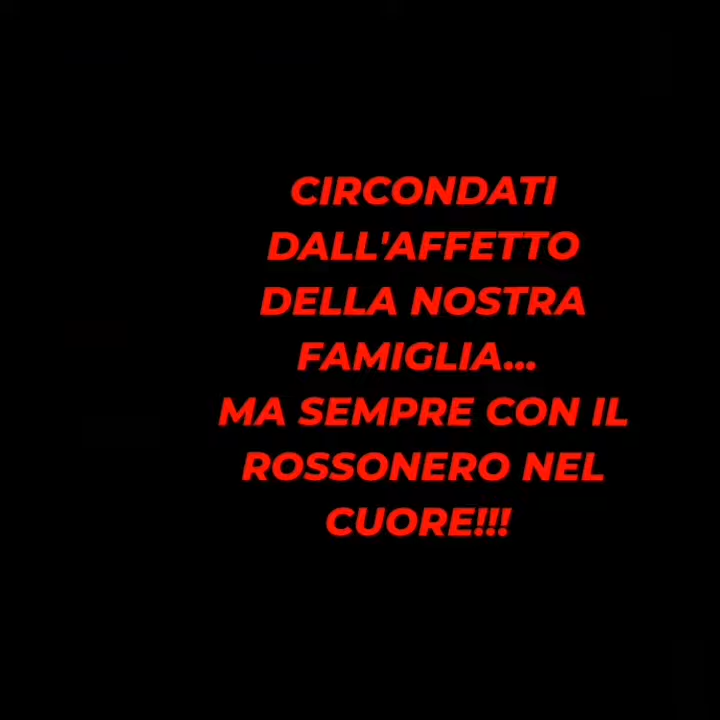 CIRCONDATI
DALL'AFFETTO
DELLA NOSTRA
FAMIGLIA...
MA SEMPRE CON IL
ROSSONERO NEL
CUORE!!!